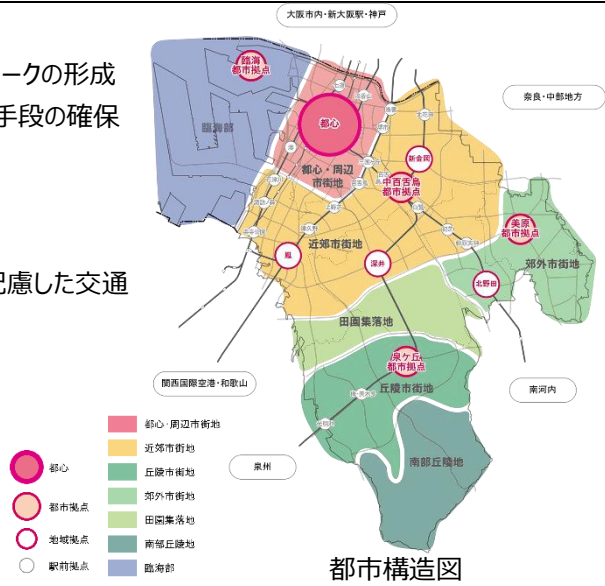 大阪市内・新大阪駅・神戸
ークの形成
手段の確保
臨海
都市拠点
奈良・中部地方
都心
臨海部
新金岡
都心・周辺
市街地
中百舌鳥
都市拠点
美原
都市拠点
近郊市街地
鳳
深井
郊外市街地
北野田
配慮した交通
田園集落地
泉ケ丘
都市拠点
関西国際空港・和歌山
丘陵市街地
南河内
泉州
南部丘陵地
都心
都市拠点
地域拠点
駅前拠点
都心・周辺市街地
近郊市街地
丘陵市街地
郊外市街地
田園集落地
南部丘陵地
臨海部
都市構造図